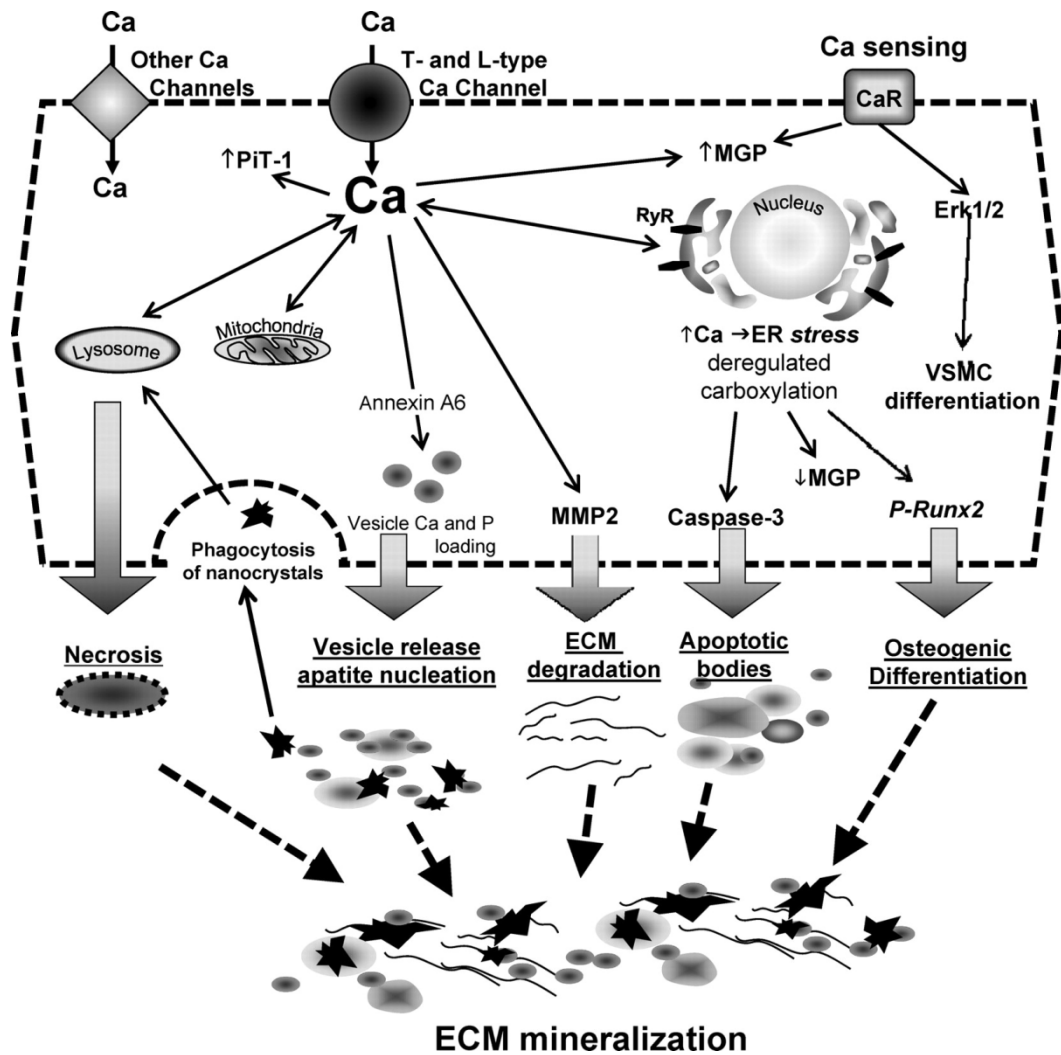 Ca
Other Ca
Channels
Ca
Ca
T- and L-type
Ca Channel
Ca
Ca sensing
CaR
↑PiT-1
↑MGP
Erk1/2
RyR
Nucleus
Lysosome
Mitochondria
↑Ca →ER stress
deregulated
carboxylation
VSMC
differentiation
Annexin A6
↓MGP
Vesicle Ca and P
loading
MMP2
Caspase-3
P-Runx2
Phagocytosis
of nanocrystals
Necrosis
Vesicle release
apatite nucleation
ECM
degradation
Apoptotic
bodies
Osteogenic
Differentiation
ECM mineralization